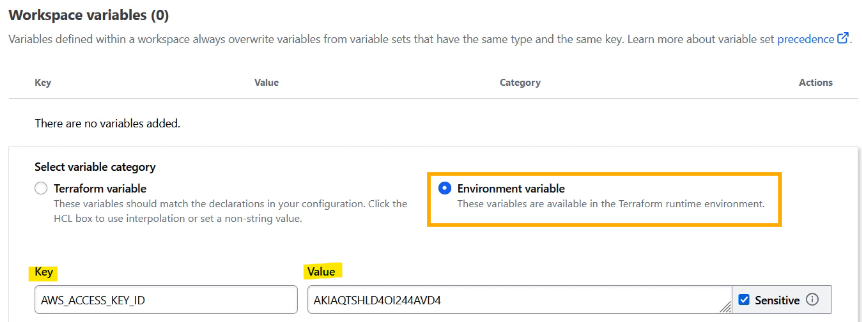 Workspace variables (0)
Variables defined within a workspace always overwrite variables from variable sets that have the same type and the same key. Learn more about variable set precedence.
Key Value Category Actions
There are no variables added.
Select variable category
Terraform variable
These variables should match the declarations in your configuration. Click the
HCL box to use interpolation or set a non-string value.
Environment variable
These variables are available in the Terraform runtime environment.
Key Value
AWS_ACCESS_KEY_ID AKIAQTSHLD4OI244AVD4 Sensitive